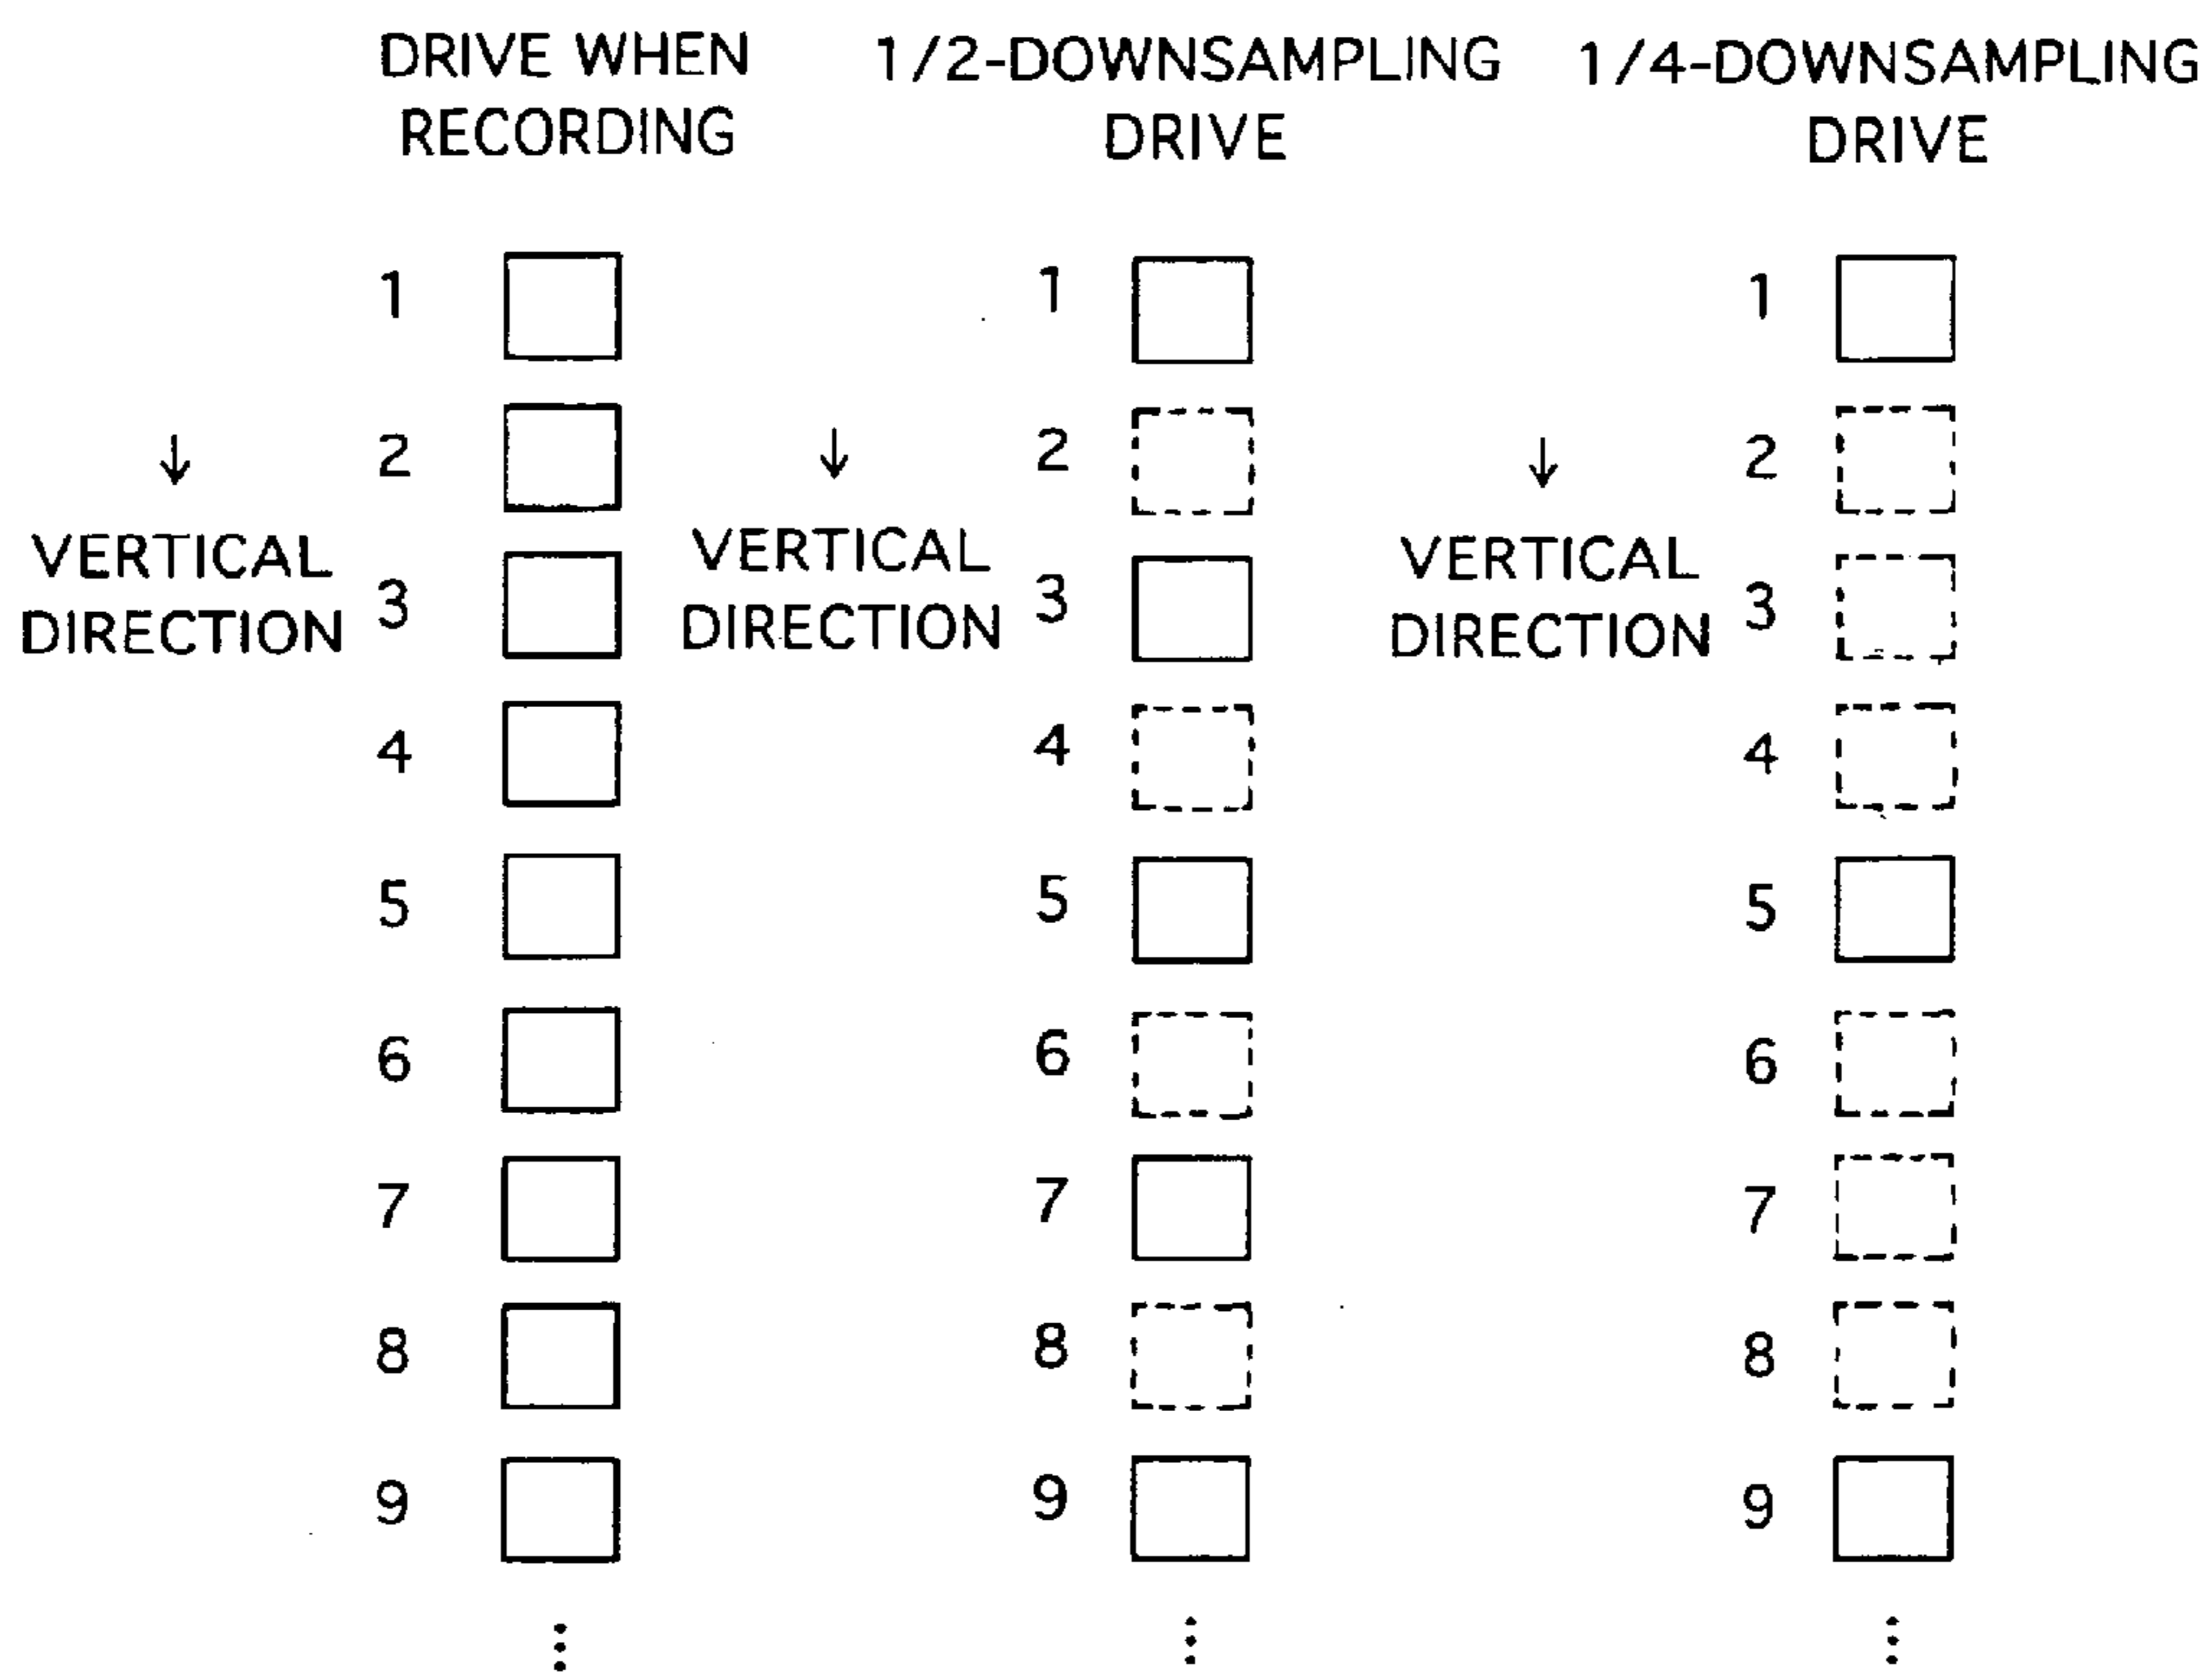 DRIVE WHEN
RECORDING
1
2
3
4
5
6
7
8
9
↓
VERTICAL
DIRECTION
1/2-DOWNSAMPLING
DRIVE
1
2
3
4
5
6
7
8
9
↓
VERTICAL
DIRECTION
1/4-DOWNSAMPLING
DRIVE
1
2
3
4
5
6
7
8
9
↓
VERTICAL
DIRECTION